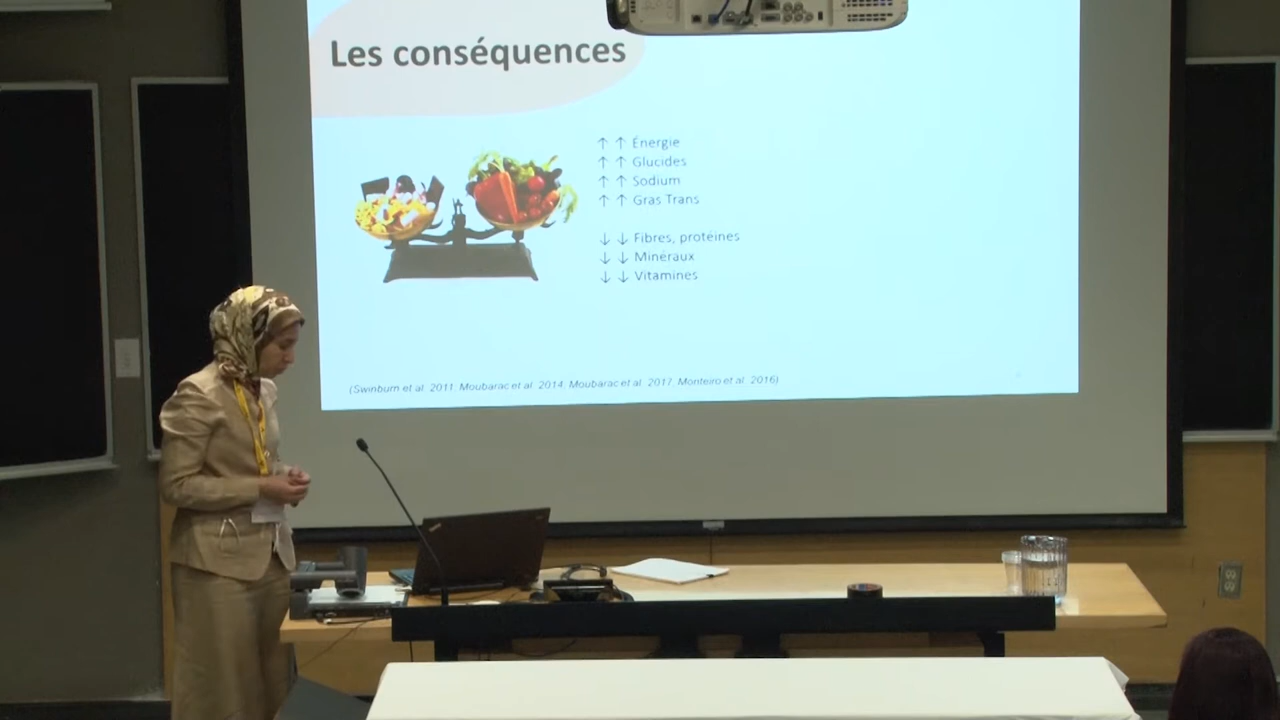 Les conséquences
↑ ↑ Énergie
↑ ↑ Glucides
↑ ↑ Sodium
↑ ↑ Gras Trans
↓ ↓ Fibres, protéines
↓ ↓ Minéraux
↓ ↓ Vitamines
(Swinburn et al. 2011; Moubarac et al. 2014, Moubarac et al. 2017, Monteiro et al. 2016)